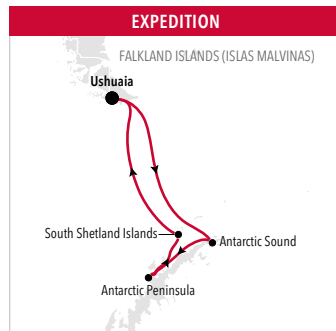 EXPEDITION
FALKLAND ISLANDS (ISLAS MALVINAS)
Ushuaia
South Shetland Islands
Antarctic Sound
Antarctic Peninsula